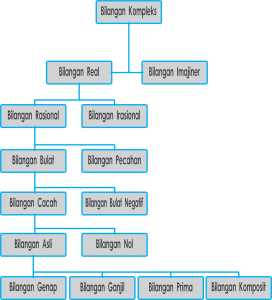 Bilangan Kompleks
Bilangan Real
Bilangan Imajiner
Bilangan Rasional
Bilangan Irasional
Bilangan Bulat
Bilangan Pecahan
Bilangan Cacah
Bilangan Bulat Negatif
Bilangan Asli
Bilangan Nol
Bilangan Genap
Bilangan Ganjil
Bilangan Prima
Bilangan Komposit